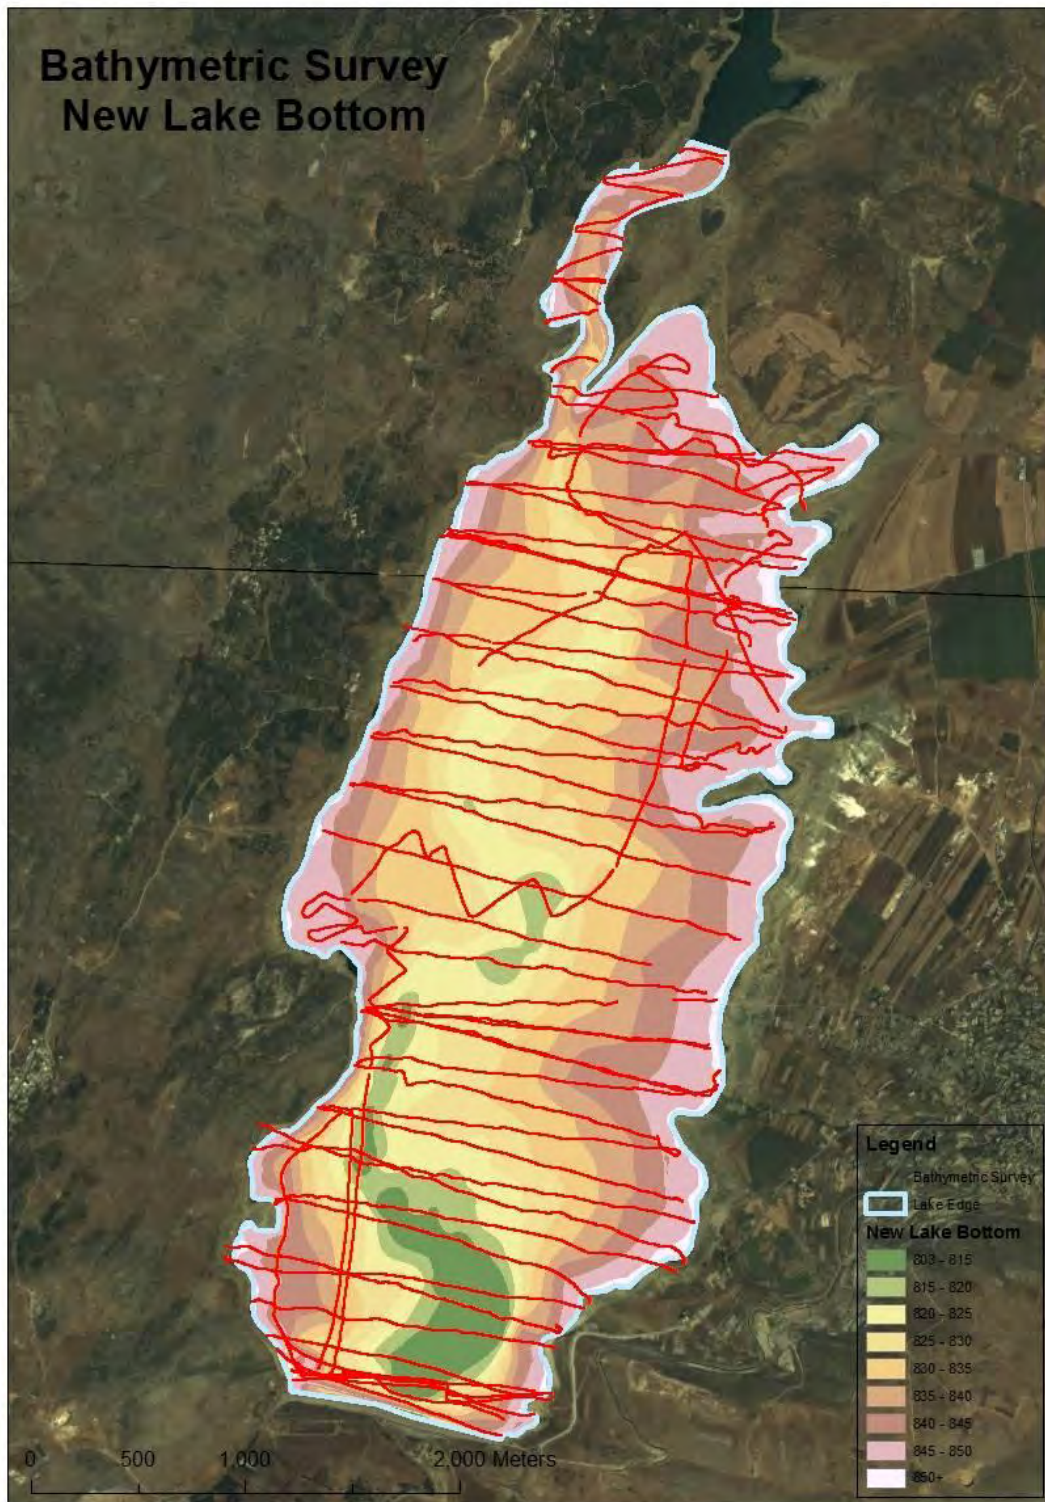 Bathymetric Survey
New Lake Bottom
Legend
Bathymetric Survey
Lake Edge
New Lake Bottom
803 - 815
815 - 820
820 - 825
825 - 830
830 - 835
835 - 840
840 - 845
845 - 850
850+
0 500 1,000 2,000 Meters